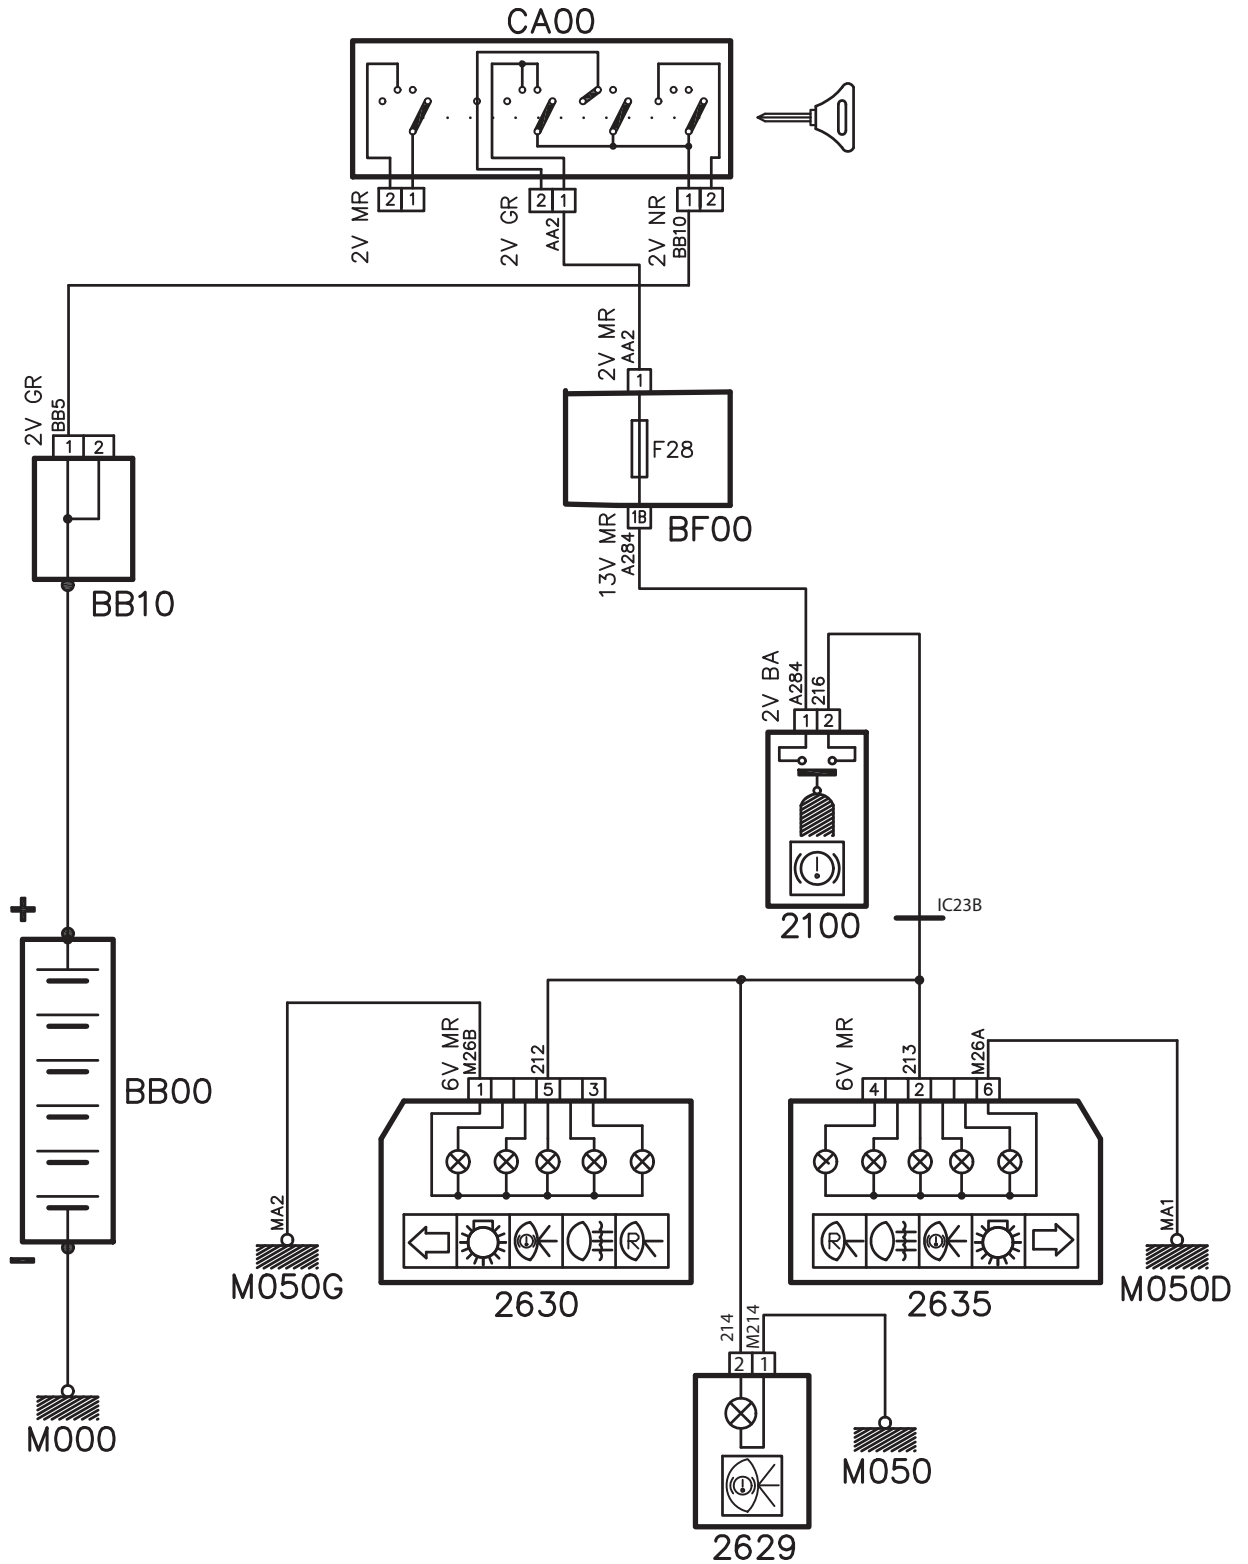 CA00
2 1
2 1
1 2
2V MR
2V GR
AA2
2V NR
BB10
2V MR
AA2
1
F28
1B
BF00
13V MR
A284
2V GR
BB5
1 2
BB10
2V BA
A284
216
1 2
2100
IC23B
+
BB00
-
M000
6V MR
M26B
212
1 5 3
MA2
M050G
R
2630
6V MR
213
M26A
4 2 6
R
MA1
M050D
2635
214
M214
2 1
M050
2629